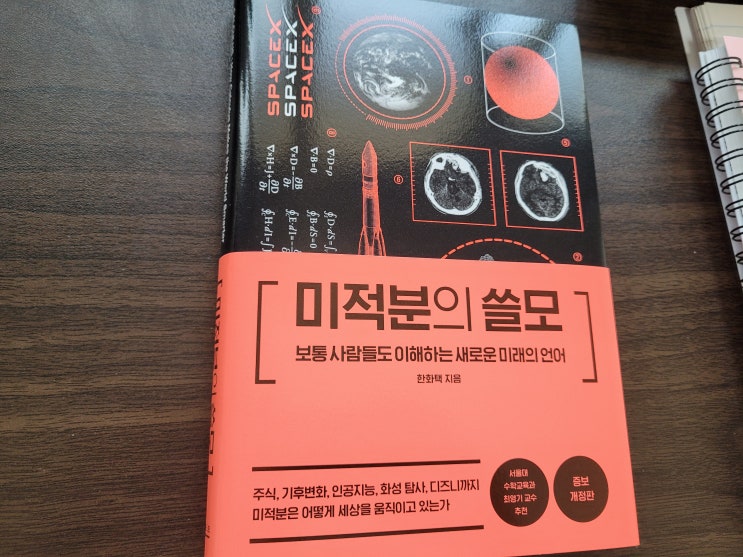 SPACEX
SPACEX
SPACEX
∇·D=ρ
∇·B=0
미적분의 쓸모
보통 사람들도 이해하는 새로운 미래의 언어
한화택 지음
주식, 기후변화, 인공지능, 화성 탐사, 디즈니까지
미적분은 어떻게 세상을 움직이고 있는가
서울대
수학교육과
최영기 교수
추천
증보
개정판